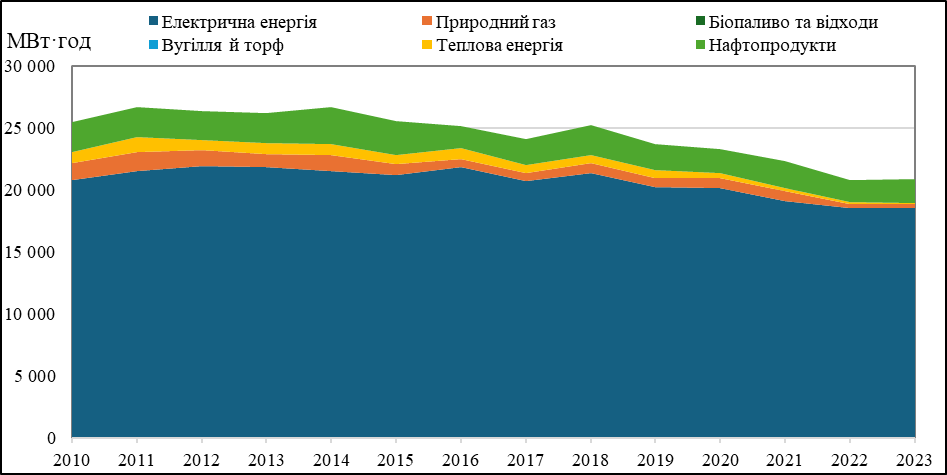 Електрична енергія Природний газ Біопаливо та відходи
Вугілля й торф Теплова енергія Нафтопродукти
МВт·год
30 000
25 000
20 000
15 000
10 000
5 000
0
2010 2011 2012 2013 2014 2015 2016 2017 2018 2019 2020 2021 2022 2023